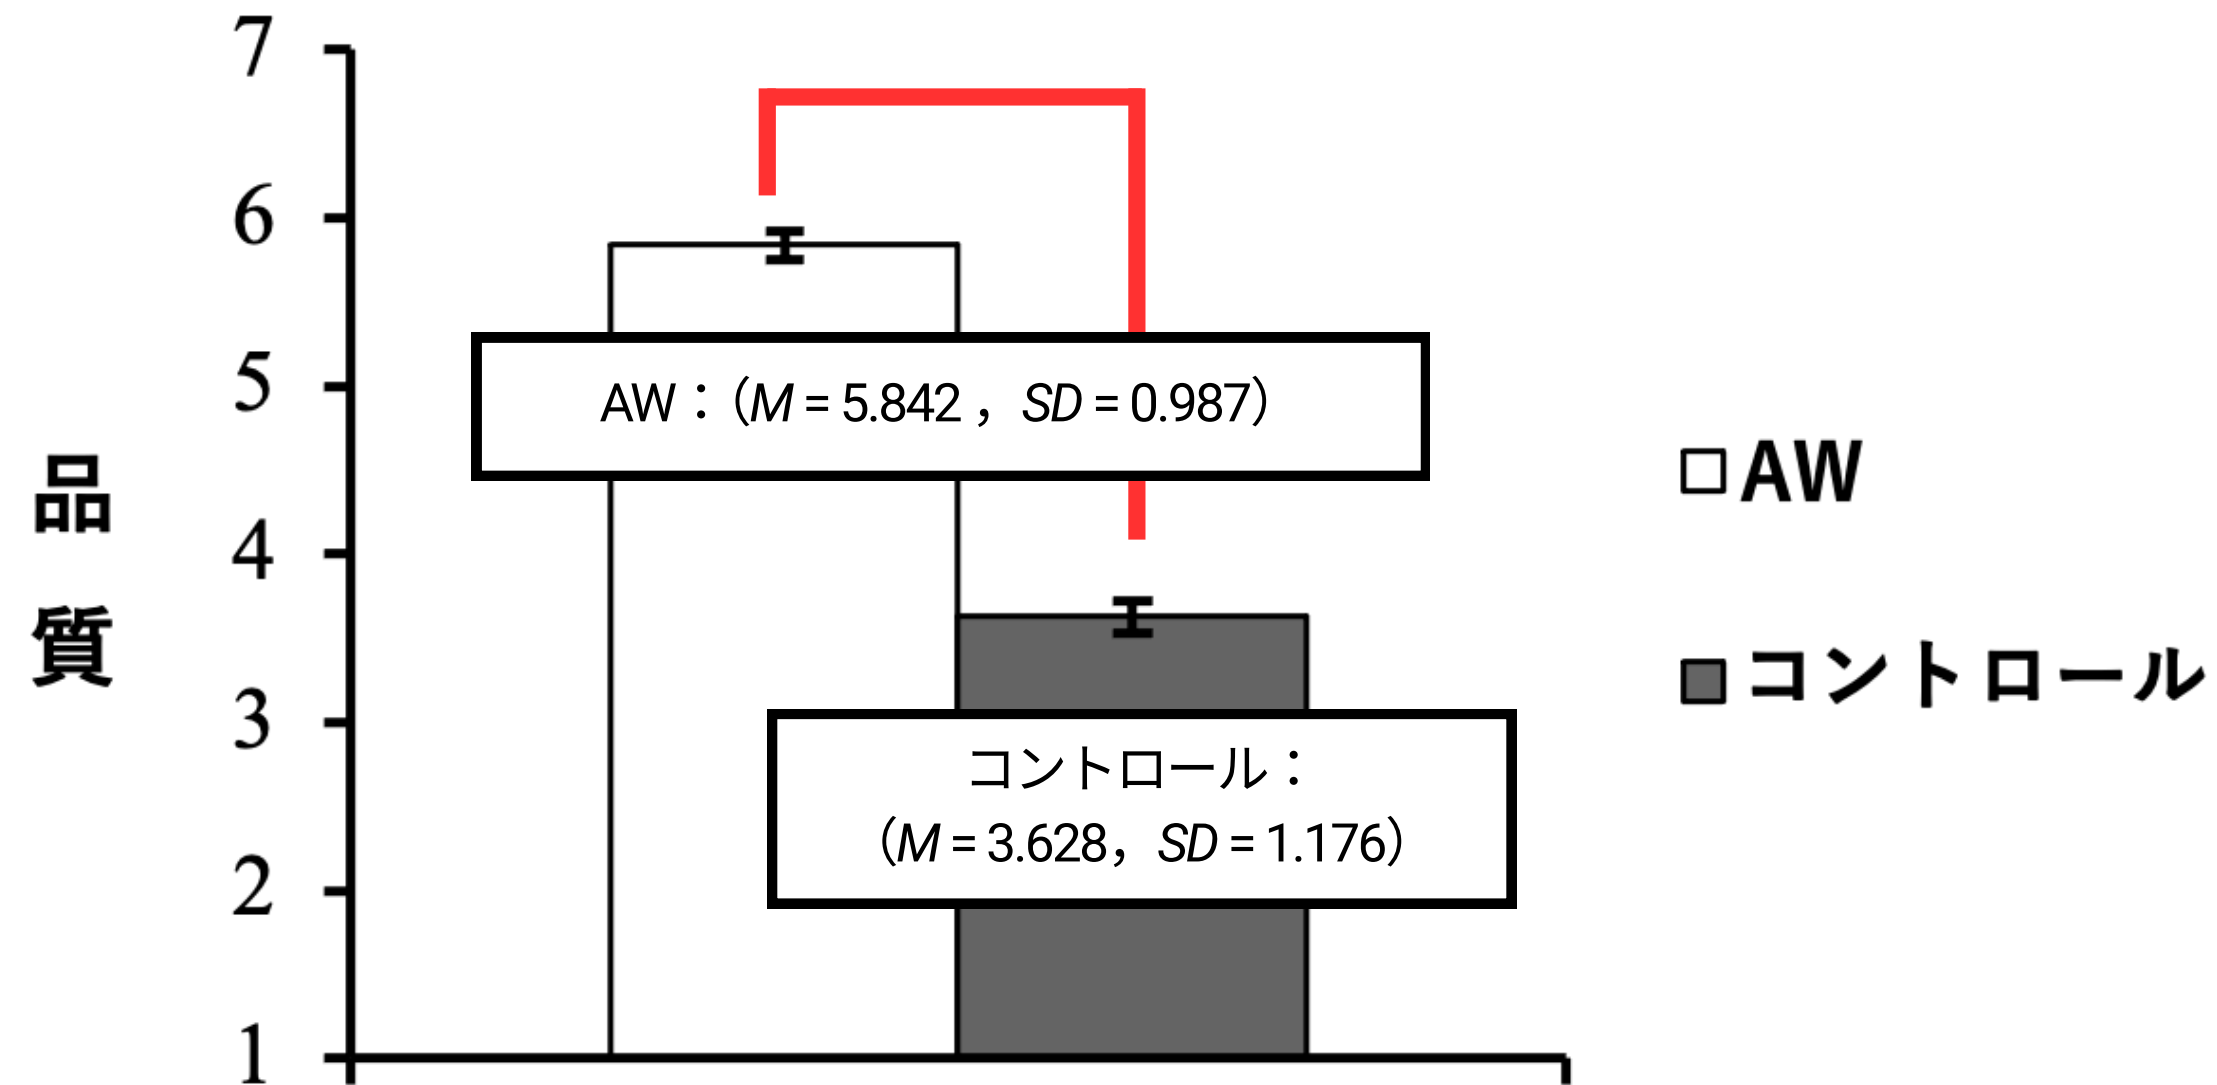 7
6
5
4
3
2
1
品
質
AW:(M = 5.842 , SD = 0.987)
コントロール:
(M = 3.628, SD = 1.176)
AW
コントロール